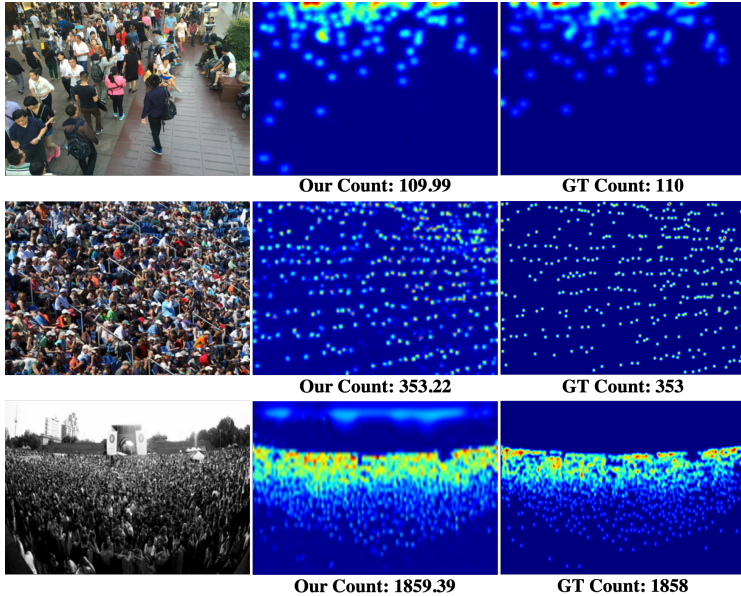 Our Count: 109.99
GT Count: 110
Our Count: 353.22
GT Count: 353
Our Count: 1859.39
GT Count: 1858